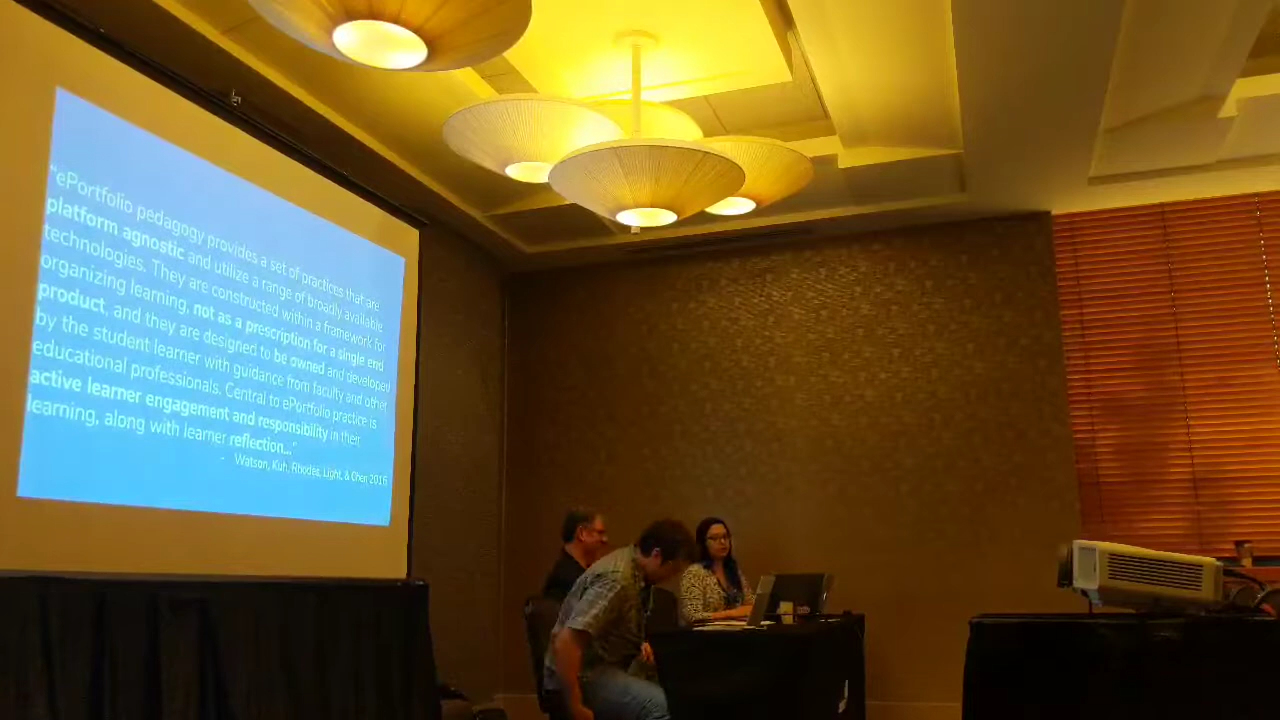 "ePortfolio pedagogy provides a set of practices that are
platform agnostic and utilize a range of broadly available
technologies. They are constructed within a framework for
organizing learning, not as a prescription for a single end
product, and they are designed to be owned and developed
by the student learner with guidance from faculty and other
educational professionals. Central to ePortfolio practice is
active learner engagement and responsibility in their
learning, along with learner reflection..."
- Watson, Kuh, Rhodes, Light, & Chen, 2016